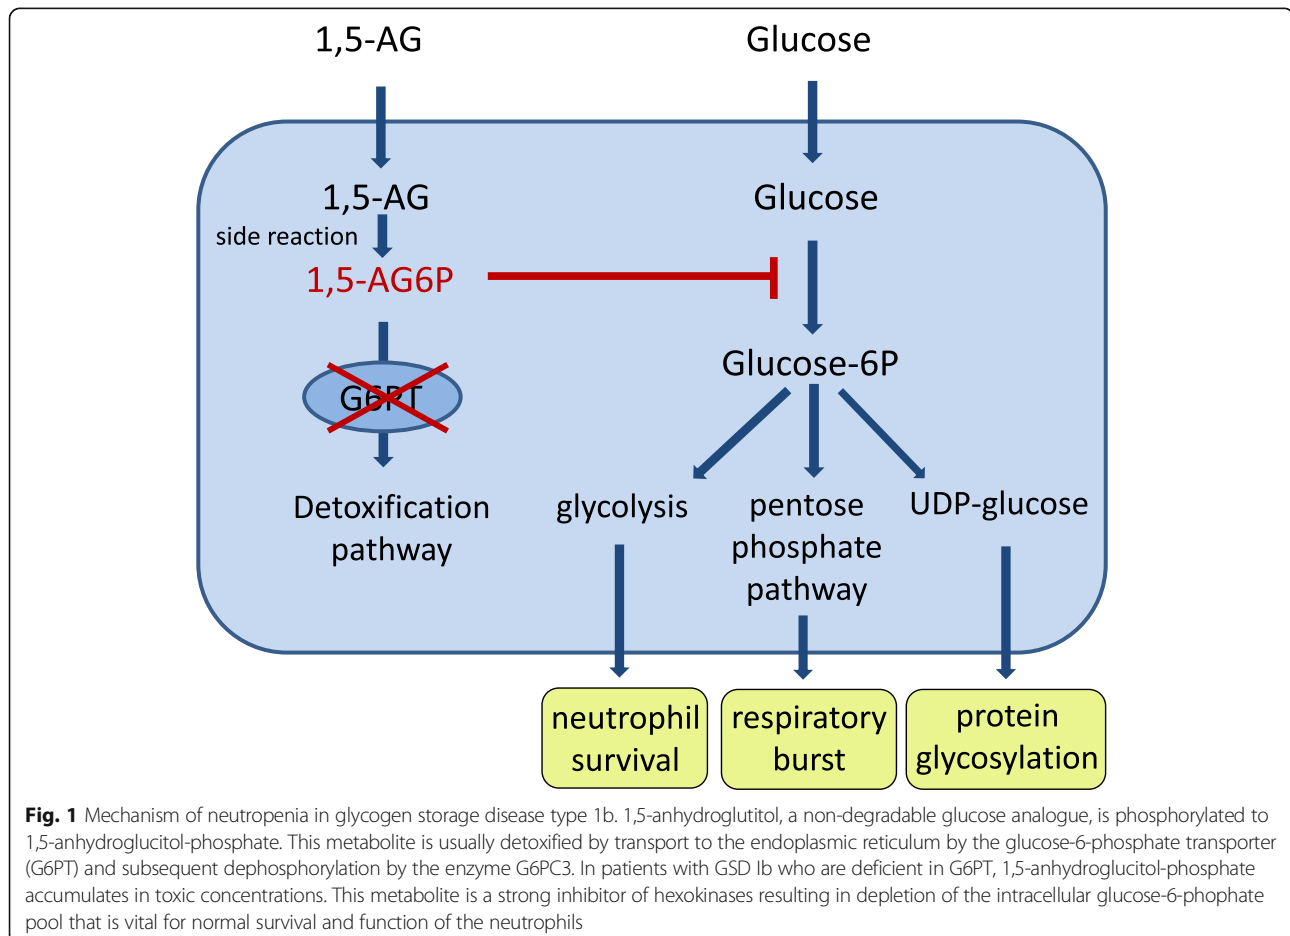 1,5-AG
Glucose
1,5-AG
Glucose
side reaction
1,5-AG6P
Glucose-6P
G6PT
Detoxification
pathway
glycolysis
pentose
phosphate
pathway
UDP-glucose
neutrophil
survival
respiratory
burst
protein
glycosylation
Fig. 1 Mechanism of neutropenia in glycogen storage disease type 1b. 1,5-anhydroglutitol, a non-degradable glucose analogue, is phosphorylated to
1,5-anhydroglucitol-phosphate. This metabolite is usually detoxified by transport to the endoplasmic reticulum by the glucose-6-phosphate transporter
(G6PT) and subsequent dephosphorylation by the enzyme G6PC3. In patients with GSD Ib who are deficient in G6PT, 1,5-anhydroglucitol-phosphate
accumulates in toxic concentrations. This metabolite is a strong inhibitor of hexokinases resulting in depletion of the intracellular glucose-6-phophate
pool that is vital for normal survival and function of the neutrophils